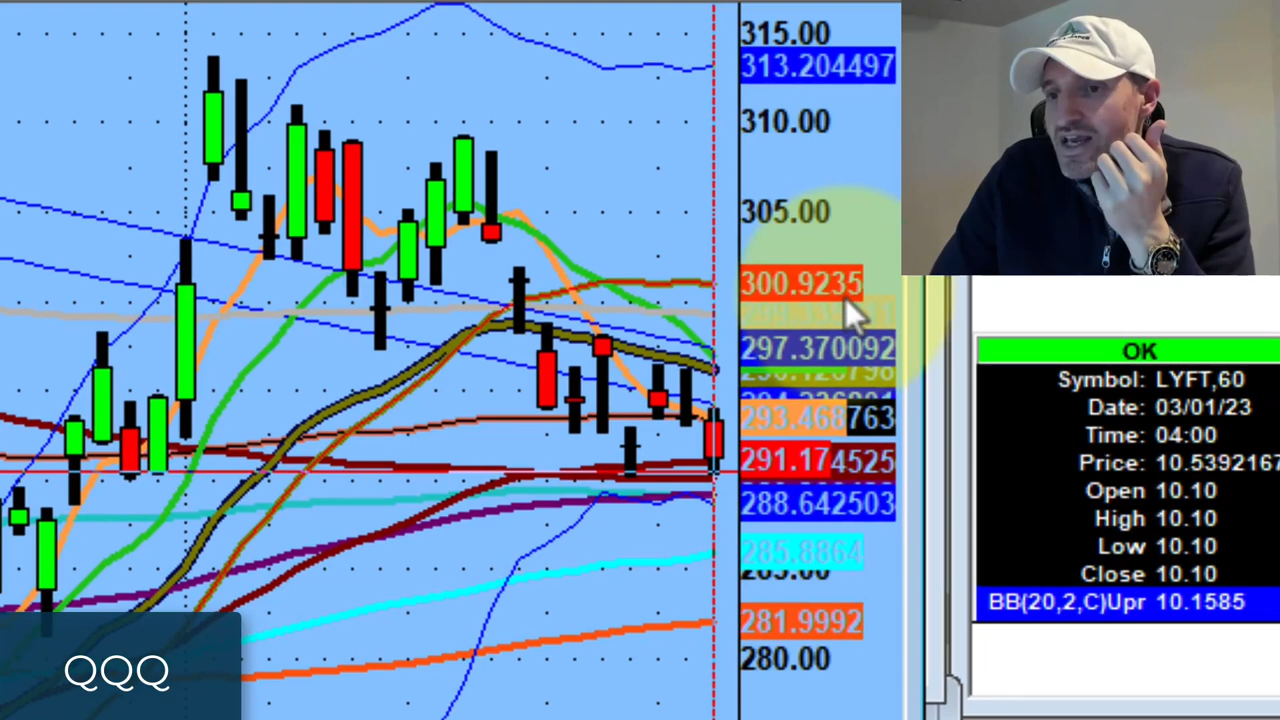 315.00
313.204497
310.00
305.00
300.9235
297.370092
293.468763
291.174525
288.642503
285.8864
281.9992
280.00
QQQ
OK
Symbol: LYFT,60
Date: 03/01/23
Time: 04:00
Price: 10.5392167
Open 10.10
High 10.10
Low 10.10
Close 10.10
BB(20,2,C)Upr 10.1585